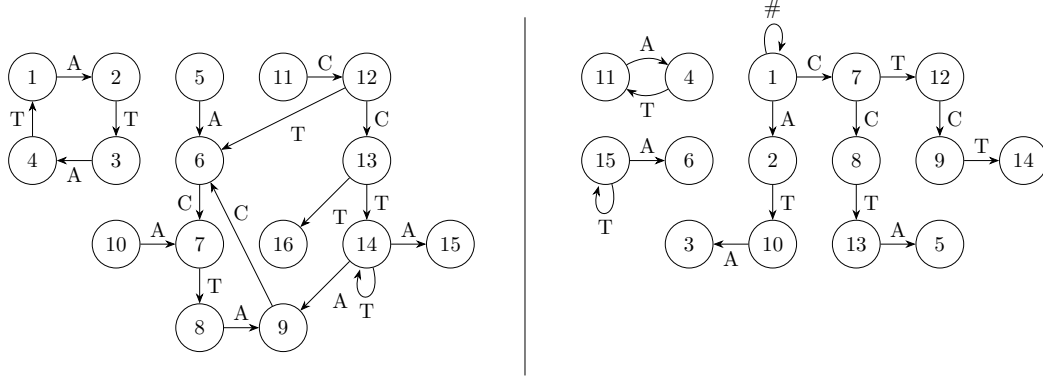 #
1 A 2 5 11 C 12 11 A 4 1 C 7 T 12
T T A T C T A C C
4 A 3 6 13 15 A 6 2 8 9 T 14
C C T T T T T
10 A 7 16 14 A 15 3 A 10 13 A 5
T A T
8 A 9